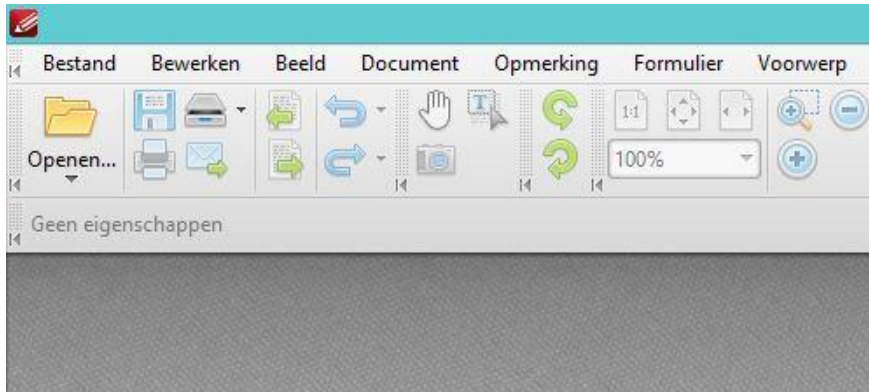 Bestand Bewerken Beeld Document Opmerking Formulier Voorwerp
T 1:1
Openen... 100%
Geen eigenschappen